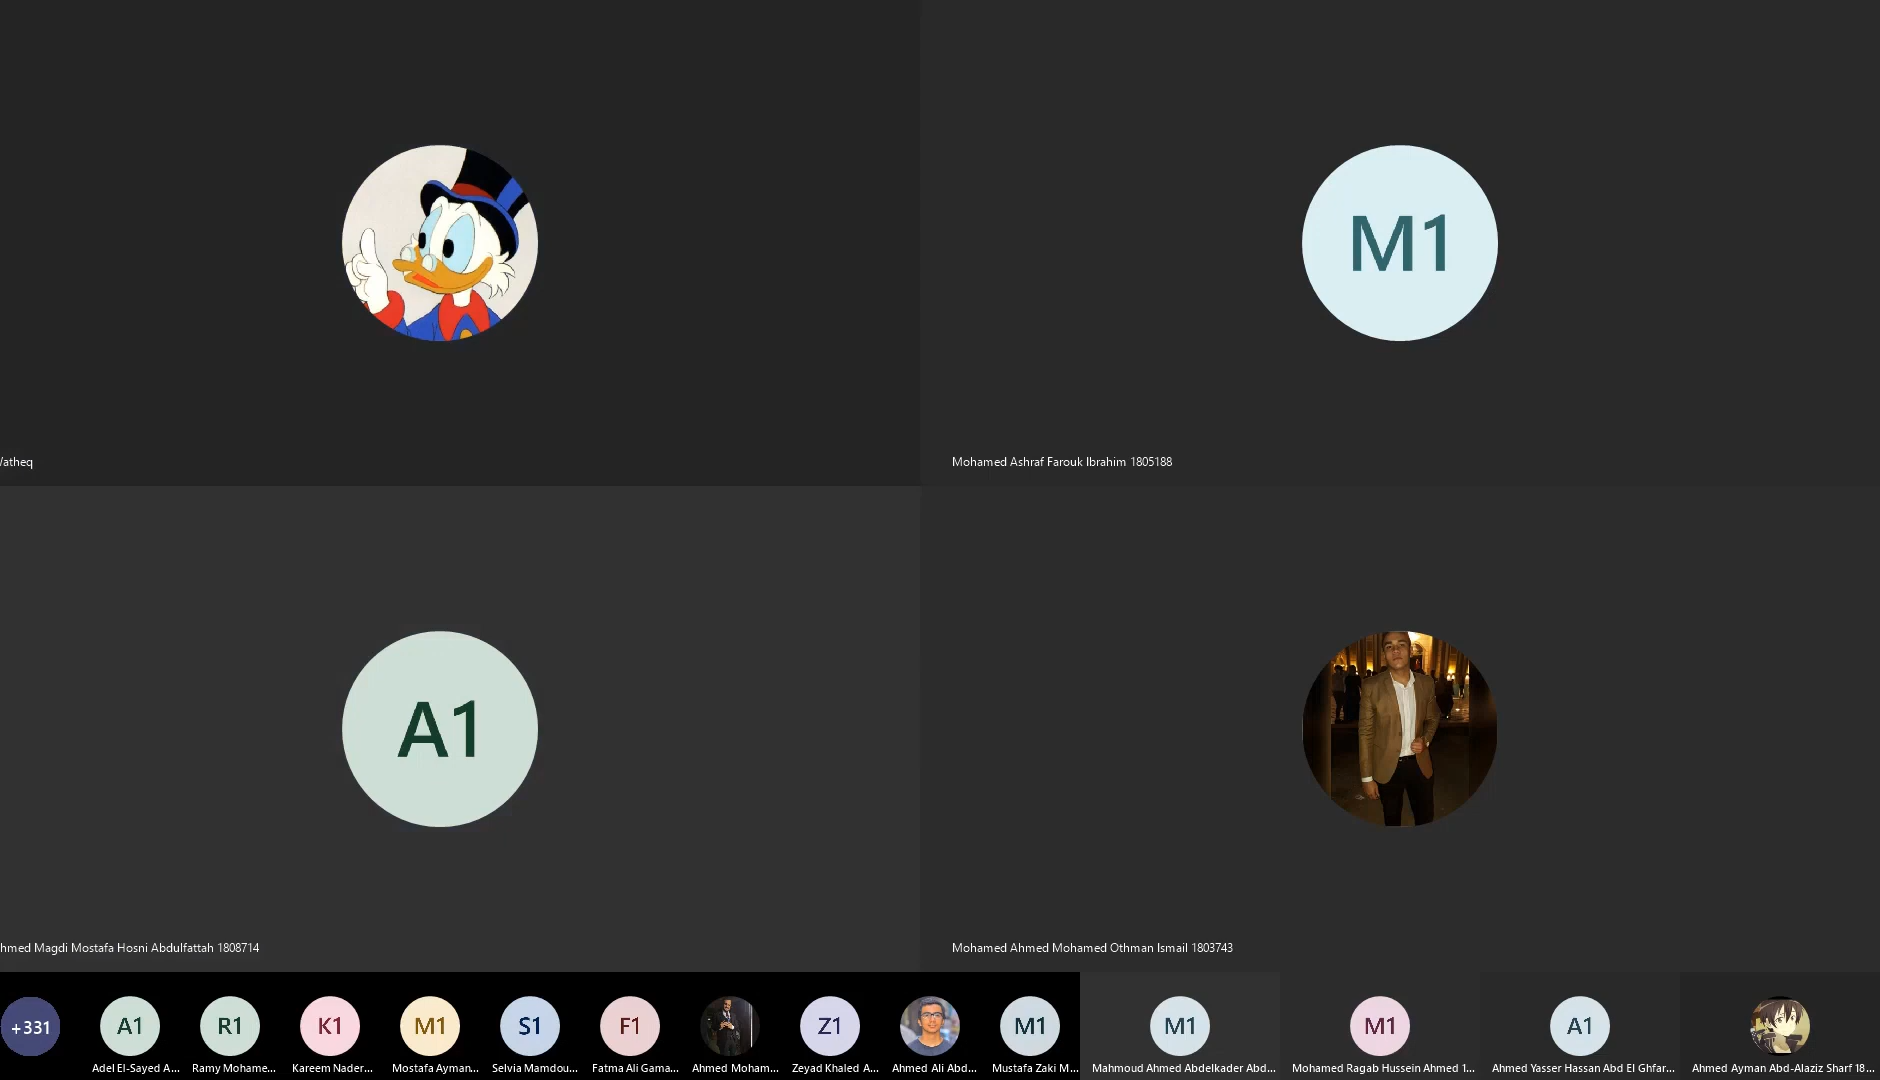 M1
Vatheq
Mohamed Ashraf Farouk Ibrahim 1805188
A1
hmed Magdi Mostafa Hosni Abdulfattah 1808714
Mohamed Ahmed Mohamed Othman Ismail 1803743
+331
A1
R1
K1
M1
S1
F1
Z1
M1
M1
M1
A1
Adel El-Sayed A...
Ramy Mohame...
Kareem Nader...
Mostafa Ayman...
Selvia Mamdou...
Fatma Ali Gama...
Ahmed Moham...
Zeyad Khaled A...
Ahmed Ali Abd...
Mustafa Zaki M...
Mahmoud Ahmed Abdelkader Abd...
Mohamed Ragab Hussein Ahmed 1...
Ahmed Yasser Hassan Abd El Ghfar...
Ahmed Ayman Abd-Alaziz Sharf 18...